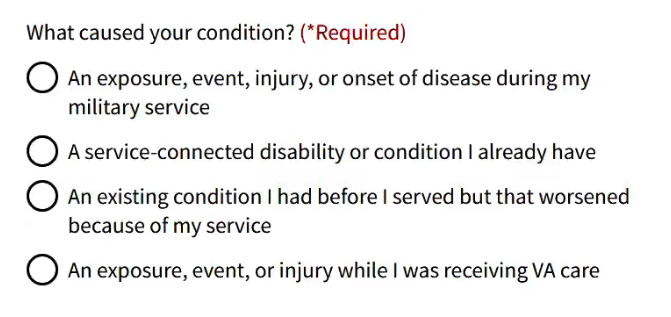 What caused your condition? (*Required)
An exposure, event, injury, or onset of disease during my
military service
A service-connected disability or condition I already have
An existing condition I had before I served but that worsened
because of my service
An exposure, event, or injury while I was receiving VA care